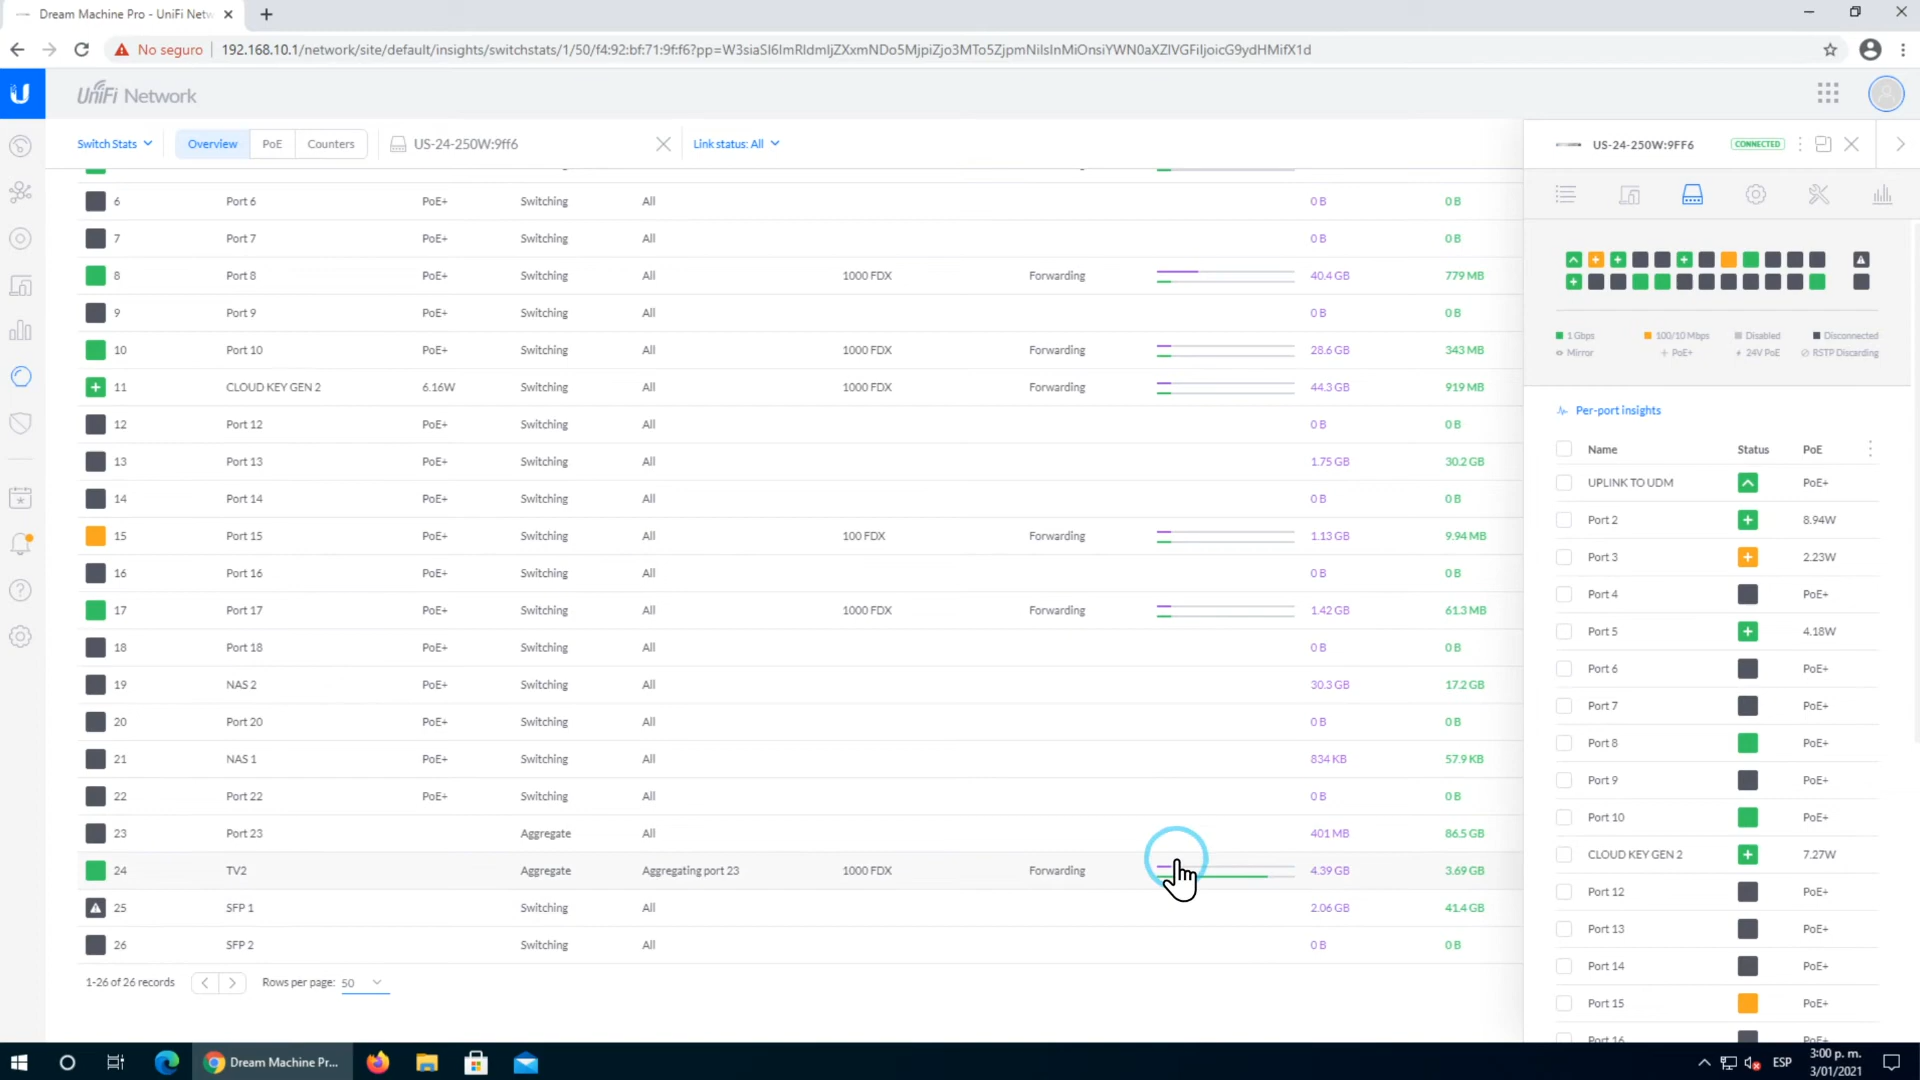 Dream Machine Pro - UniFi Netw
No seguro
192.168.10.1/network/site/default/insights/switchstats/1/50/f4:92:bf:71:9f:f6?pp=
UniFi Network
Switch Stats Overview PoE Counters US-24-250W:9ff6 Link status: All
6 Port 6 PoE+ Switching All 0 B 0 B
7 Port 7 PoE+ Switching All 0 B 0 B
8 Port 8 PoE+ Switching All 1000 FDX Forwarding 40.4 GB 779 MB
9 Port 9 PoE+ Switching All 0 B 0 B
10 Port 10 PoE+ Switching All 1000 FDX Forwarding 28.6 GB 343 MB
11 CLOUD KEY GEN 2 6.16W Switching All 1000 FDX Forwarding 44.3 GB 919 MB
12 Port 12 PoE+ Switching All 0 B 0 B
13 Port 13 PoE+ Switching All 1.75 GB 30.2 GB
14 Port 14 PoE+ Switching All 0 B 0 B
15 Port 15 PoE+ Switching All 100 FDX Forwarding 1.13 GB 9.94 MB
16 Port 16 PoE+ Switching All 0 B 0 B
17 Port 17 PoE+ Switching All 1000 FDX Forwarding 1.42 GB 61.3 MB
18 Port 18 PoE+ Switching All 0 B 0 B
19 NAS 2 PoE+ Switching All 30.3 GB 17.2 GB
20 Port 20 PoE+ Switching All 0 B 0 B
21 NAS 1 PoE+ Switching All 834 KB 57.9 KB
22 Port 22 PoE+ Switching All 0 B 0 B
23 Port 23 Aggregate All 401 MB 86.5 GB
24 TV2 Aggregate Aggregating port 23 1000 FDX Forwarding 4.39 GB 3.69 GB
25 SFP 1 Switching All 2.06 GB 41.4 GB
26 SFP 2 Switching All 0 B 0 B
1-26 of 26 records Rows per page: 50
US-24-250W:9FF6 CONNECTED
1 Gbps 100/10 Mbps Disabled Disconnected
Mirror PoE+ 24V PoE RSTP Discarding
Per-port insights
Name Status PoE
UPLINK TO UDM PoE+
Port 2 8.94W
Port 3 2.23W
Port 4 PoE+
Port 5 4.18W
Port 6 PoE+
Port 7 PoE+
Port 8 PoE+
Port 9 PoE+
Port 10 PoE+
CLOUD KEY GEN 2 7.27W
Port 12 PoE+
Port 13 PoE+
Port 14 PoE+
Port 15 PoE+
Port 16 PoE+
Dream Machine Pr...
ESP
3:00 p. m.
3/01/2021